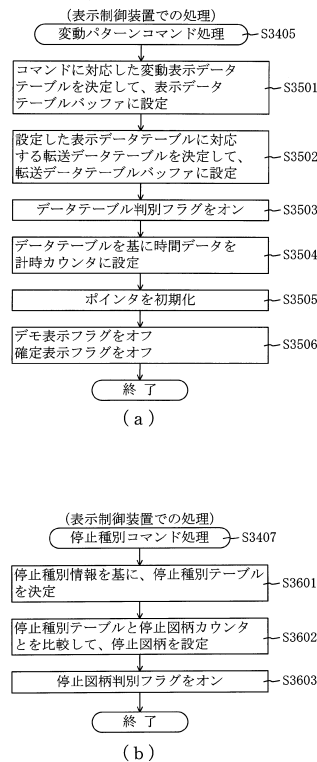 (表示制御装置での処理)
変動パターンコマンド処理
S3405
コマンドに対応した変動表示データ
テーブルを決定して、表示データ
テーブルバッファに設定
S3501
設定した表示データテーブルに対応
する転送データテーブルを決定して、
転送データテーブルバッファに設定
S3502
データテーブル判別フラグをオン
S3503
データテーブルを基に時間データを
計時カウンタに設定
S3504
ポインタを初期化
S3505
デモ表示フラグをオフ
確定表示フラグをオフ
S3506
終了
(a)
(表示制御装置での処理)
停止種別コマンド処理
S3407
停止種別情報を基に、停止種別テーブル
を決定
S3601
停止種別テーブルと停止図柄カウンタ
とを比較して、停止図柄を設定
S3602
停止図柄判別フラグをオン
S3603
終了
(b)